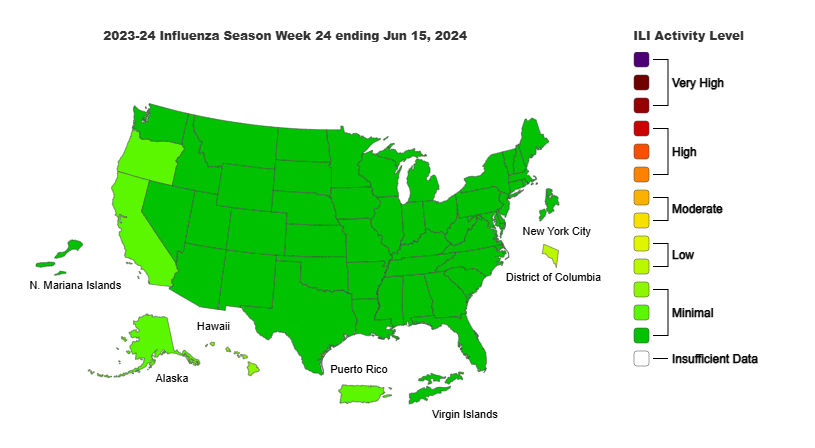 2023-24 Influenza Season Week 24 ending Jun 15, 2024
ILI Activity Level
Very High
High
Moderate
Low
Minimal
Insufficient Data
New York City
District of Columbia
N. Mariana Islands
Hawaii
Alaska
Puerto Rico
Virgin Islands